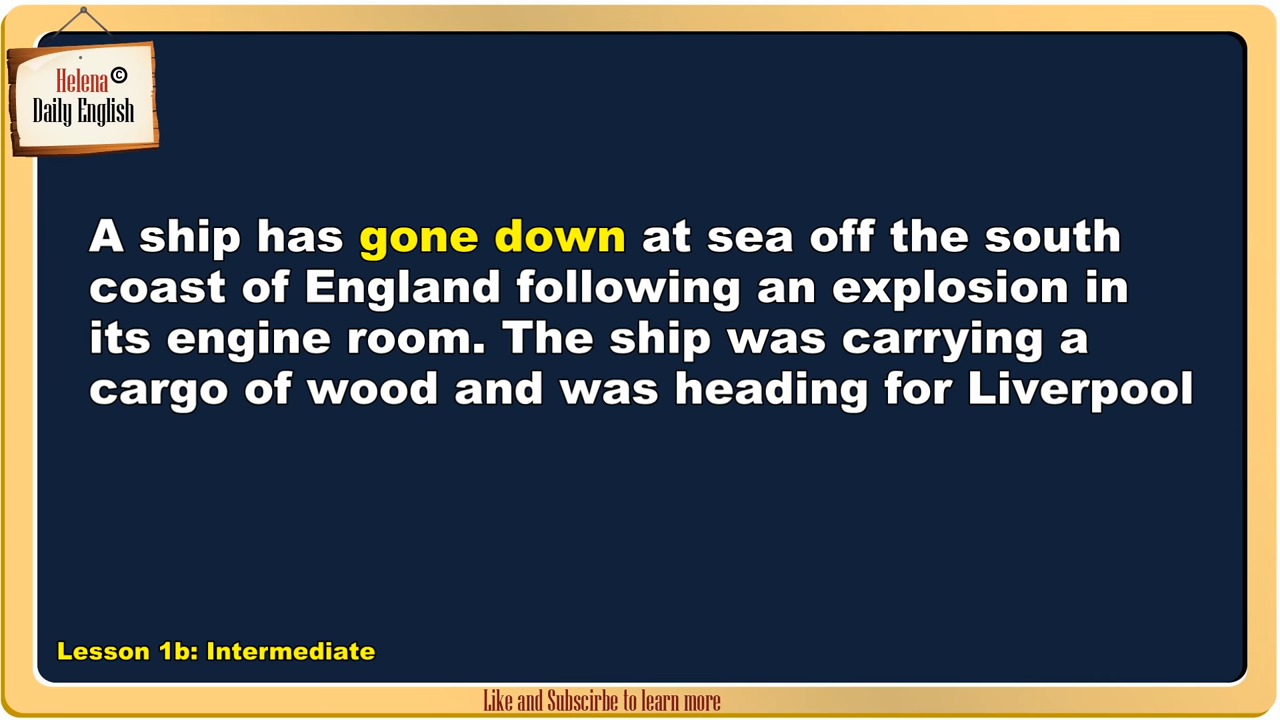 Helena ©
Daily English
A ship has gone down at sea off the south
coast of England following an explosion in
its engine room. The ship was carrying a
cargo of wood and was heading for Liverpool
Lesson 1b: Intermediate
Like and Subscirbe to learn more